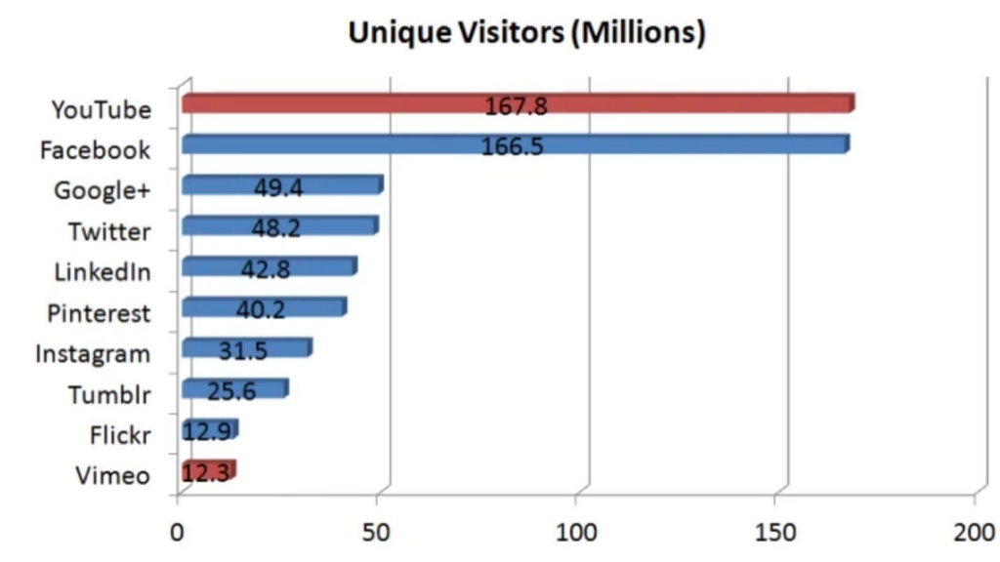 Unique Visitors (Millions)
YouTube 167.8
Facebook 166.5
Google+ 49.4
Twitter 48.2
LinkedIn 42.8
Pinterest 40.2
Instagram 31.5
Tumblr 25.6
Flickr 12.9
Vimeo 12.3
0 50 100 150 200